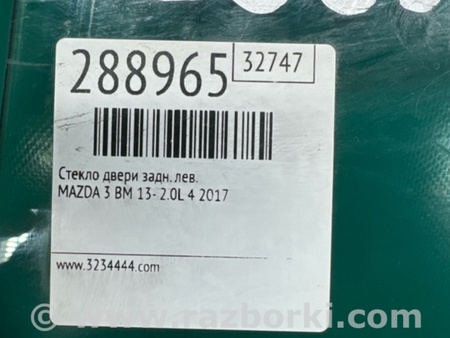 288965
32747
Стекло двери задн. лев.
MAZDA 3 BM 13- 2.0L 4 2017
www.3234444.com
© www.razborki.com